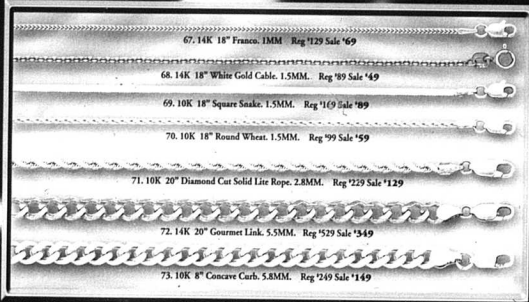 67. 14K 18" Franco. 1MM Reg $129 Sale $69
68. 14K 18" White Gold Cable. 1.5MM. Reg $89 Sale $49
69. 10K 18" Square Snake. 1.5MM. Reg $169 Sale $89
70. 10K 18" Round Wheat. 1.5MM. Reg $99 Sale $59
71. 10K 20" Diamond Cut Solid Lite Rope. 2.8MM. Reg $229 Sale $129
72. 14K 20" Gourmet Link. 5.5MM. Reg $529 Sale $349
73. 10K 8" Concave Curb. 5.8MM. Reg $249 Sale $149